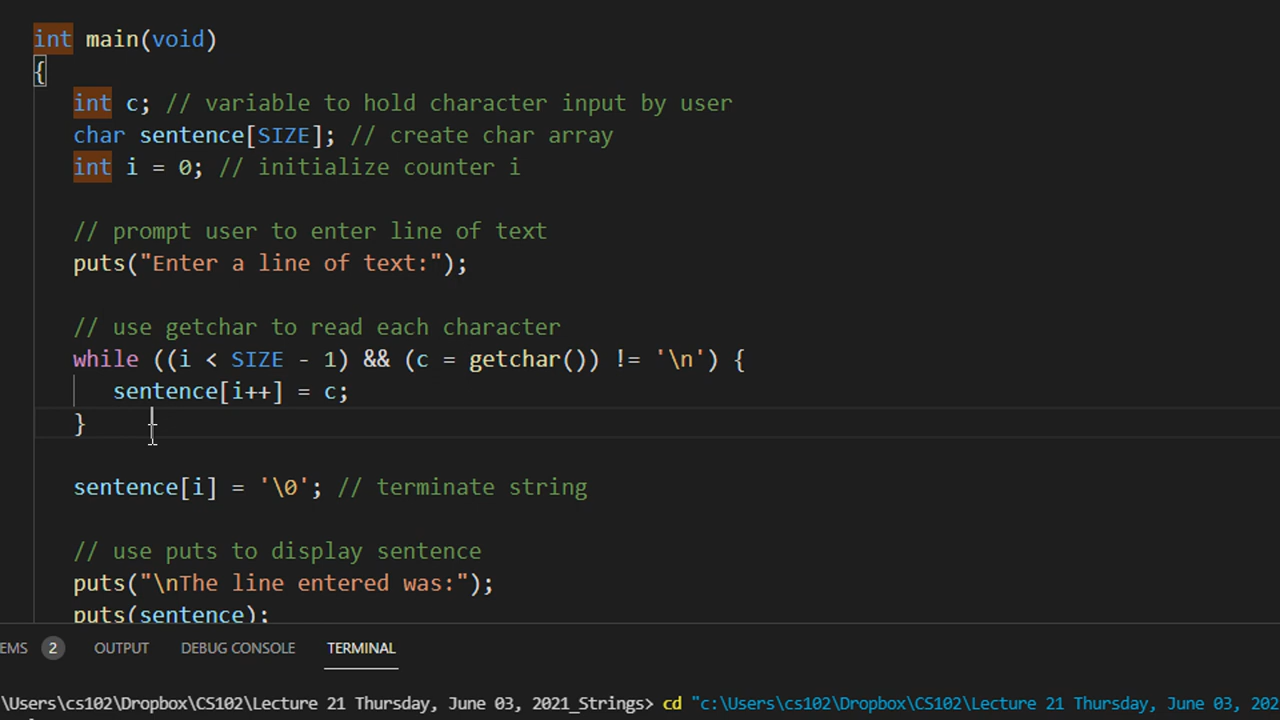 int main(void)
{
int c; // variable to hold character input by user
char sentence[SIZE]; // create char array
int i = 0; // initialize counter i
// prompt user to enter line of text
puts("Enter a line of text:");
// use getchar to read each character
while ((i < SIZE - 1) && (c = getchar()) != '\n') {
sentence[i++] = c;
}
sentence[i] = '\0'; // terminate string
// use puts to display sentence
puts("\nThe line entered was:");
puts(sentence);
EMS 2 OUTPUT DEBUG CONSOLE TERMINAL
\Users\cs102\Dropbox\CS102\Lecture 21 Thursday, June 03, 2021_Strings> cd "c:\Users\cs102\Dropbox\CS102\Lecture 21 Thursday, June 03, 202